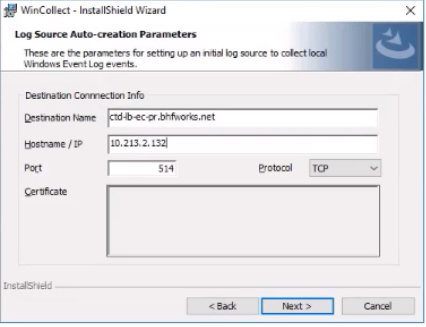 WinCollect - InstallShield Wizard
Log Source Auto-creation Parameters
These are the parameters for setting up an initial log source to collect local
Windows Event Log events.
Destination Connnection Info
Destination Name
ctd-lb-ec-pr.bhfworks.net
Hostname / IP
10.213.2.132
Port
514
Protocol
TCP
Certificate
InstallShield
< Back
Next >
Cancel